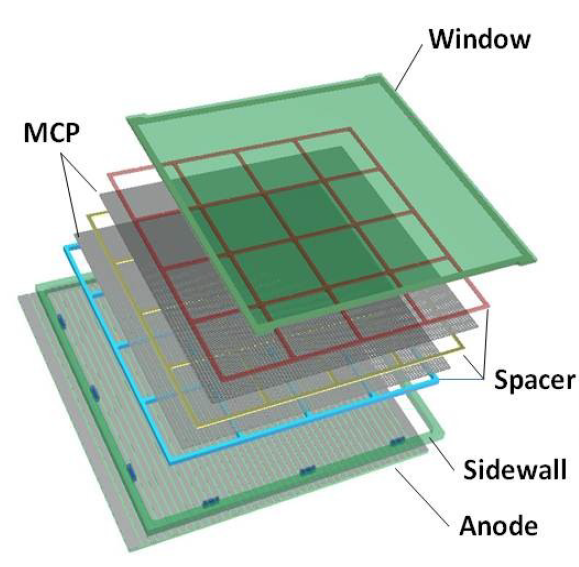 Window
MCP
Spacer
Sidewall
Anode